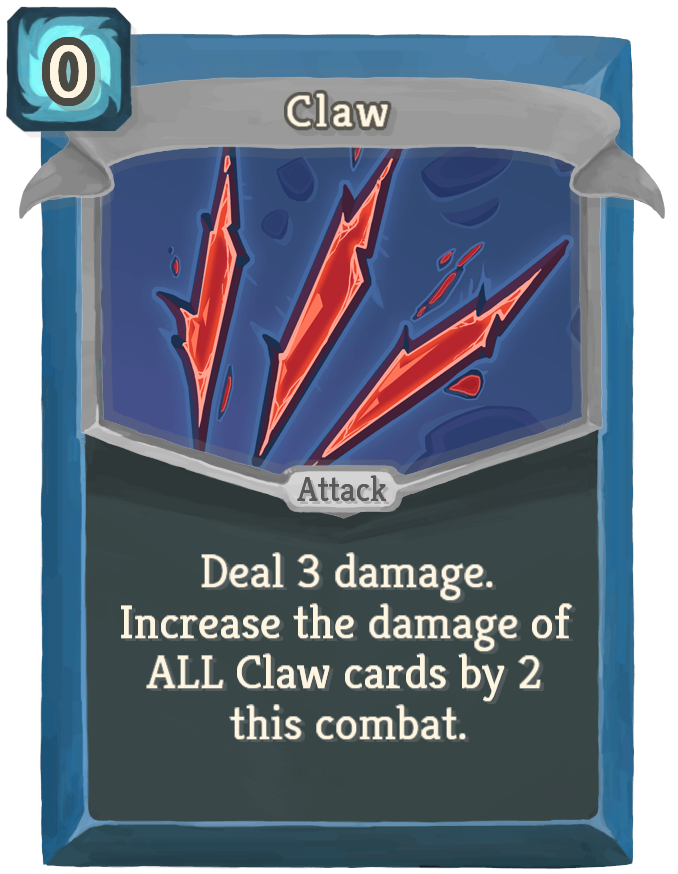 0
Claw
Attack
Deal 3 damage.
Increase the damage of
ALL Claw cards by 2
this combat.